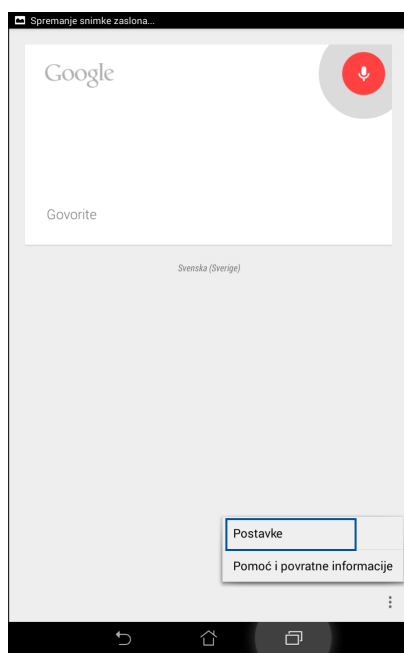 Spremanje snimke zaslona...
Google
Govorite
Svenska (Sverige)
Postavke
Pomoć i povratne informacije